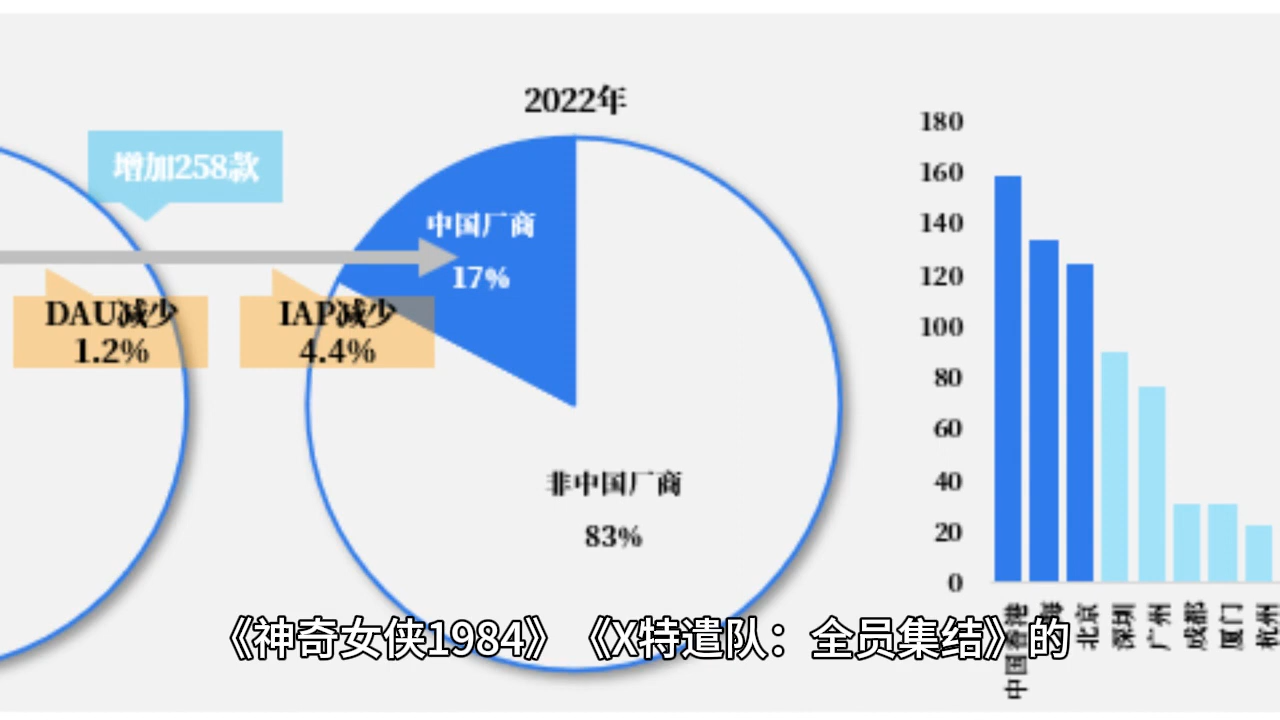 2022年
增加258款
中国厂商
17%
DAU减少
1.2%
IAP减少
4.4%
非中国厂商
83%
180
160
140
120
100
80
60
40
20
0
中国香港
海
北京
深圳
广州
成都
厦门
杭州
《神奇女侠1984》《X特遣队：全员集结》的